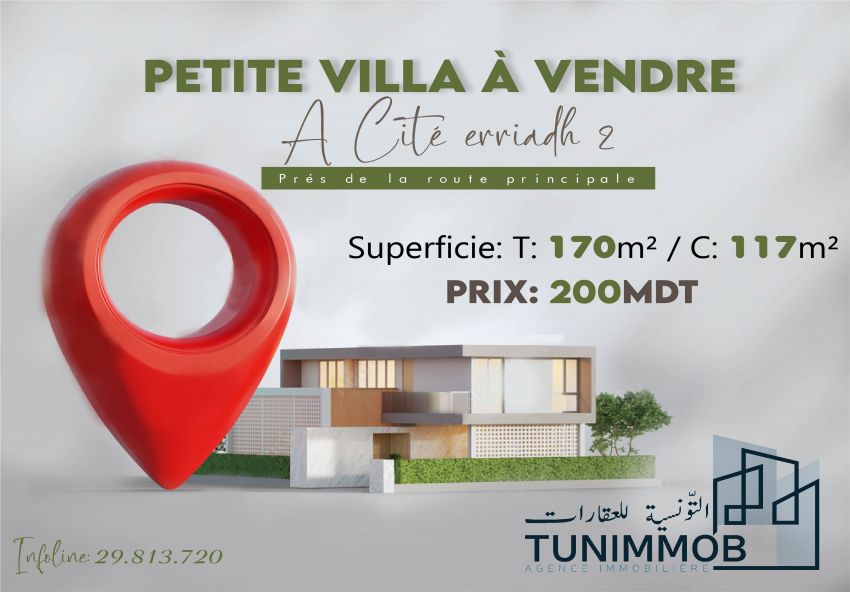 PETITE VILLA À VENDRE
A Cité erriadh 2
Prés de la route principale
Superficie: T: 170m² / C: 117m²
PRIX: 200MDT
التّونسية للعقارات
TUNIMMOB
AGENCE IMMOBILIÈRE
Infoline: 29.813.720